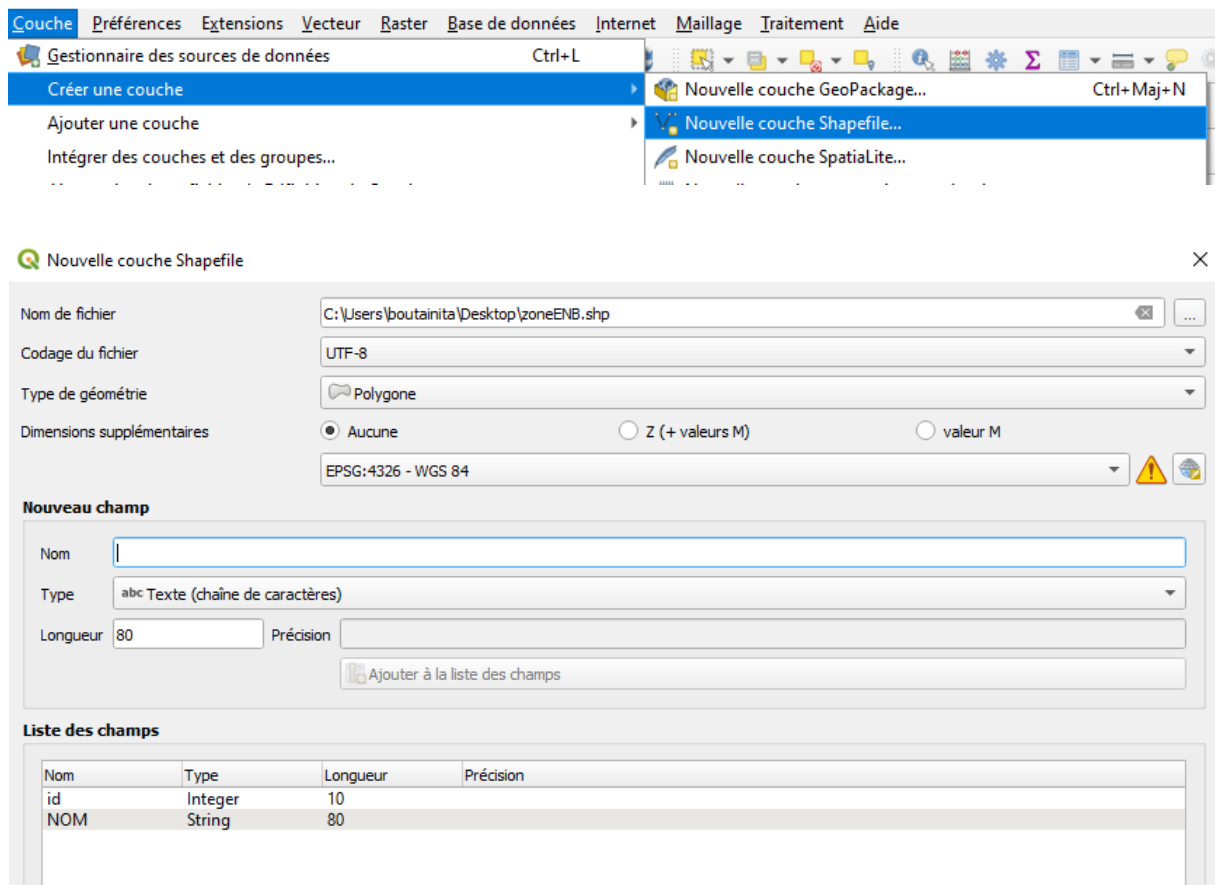 Couche Préférences Extensions Vecteur Raster Base de données Internet Maillage Traitement Aide
Gestionnaire des sources de données Ctrl+L
Créer une couche
Nouvelle couche GeoPackage... Ctrl+Maj+N
Ajouter une couche
Nouvelle couche Shapefile...
Intégrer des couches et des groupes...
Nouvelle couche SpatiaLite...
Nouvelle couche Shapefile
Nom de fichier C:\Users\boutainita\Desktop\zoneENB.shp ...
Codage du fichier UTF-8
Type de géométrie Polygone
Dimensions supplémentaires Aucune Z (+ valeurs M) valeur M
EPSG:4326 - WGS 84
Nouveau champ
Nom
Type abc Texte (chaîne de caractères)
Longueur 80 Précision
Ajouter à la liste des champs
Liste des champs
Nom Type Longueur Précision
id Integer 10
NOM String 80